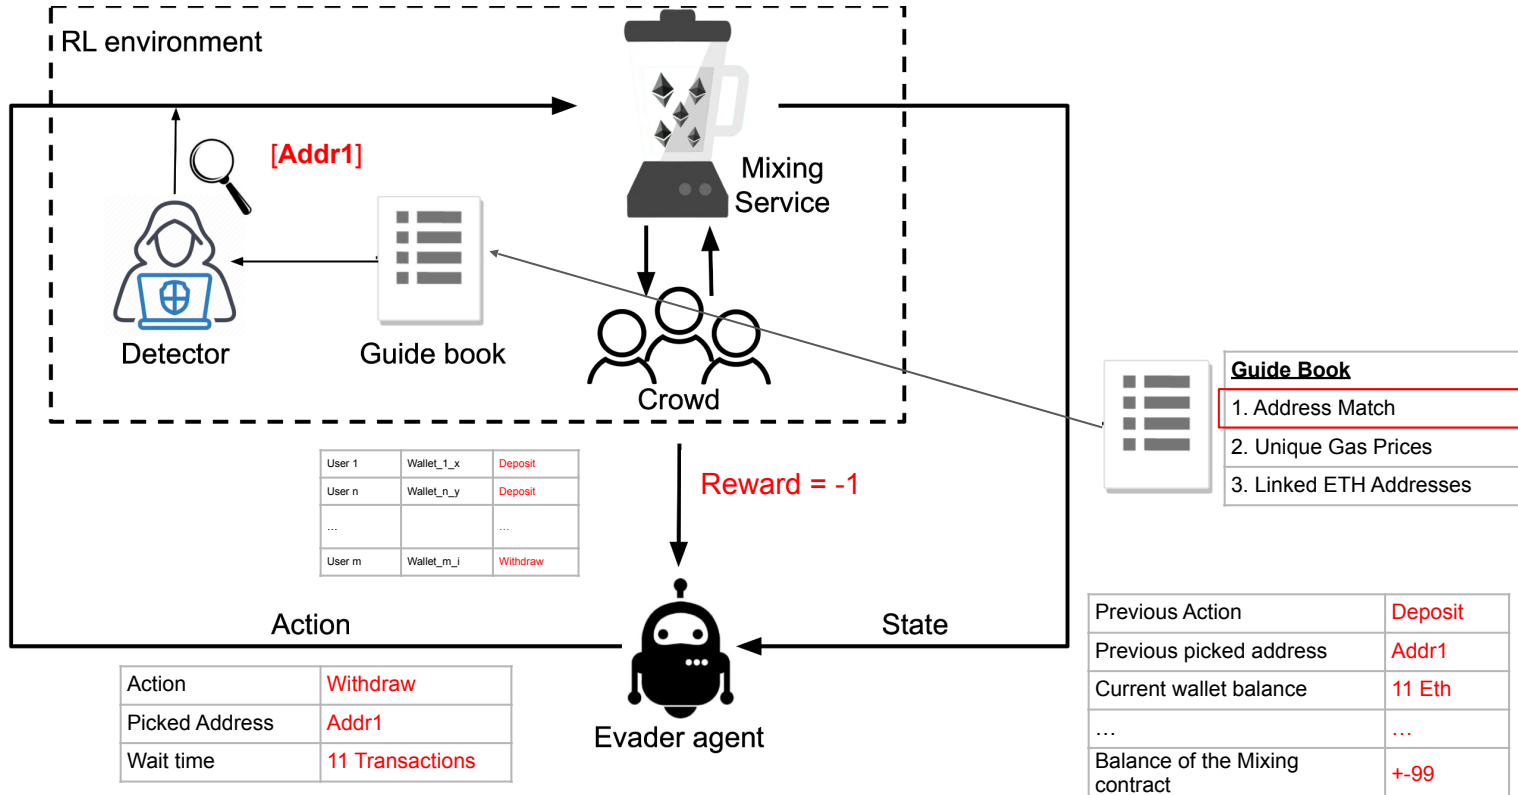 RL environment
[Addr1]
Mixing
Service
Detector
Guide book
Crowd
Guide Book
1. Address Match
2. Unique Gas Prices
3. Linked ETH Addresses
User 1 Wallet_1_x Deposit
User n Wallet_n_y Deposit
... ...
User m Wallet_m_i Withdraw
Reward = -1
Action
State
Evader agent
Action Withdraw
Picked Address Addr1
Wait time 11 Transactions
Previous Action Deposit
Previous picked address Addr1
Current wallet balance 11 Eth
... ...
Balance of the Mixing
contract +-99